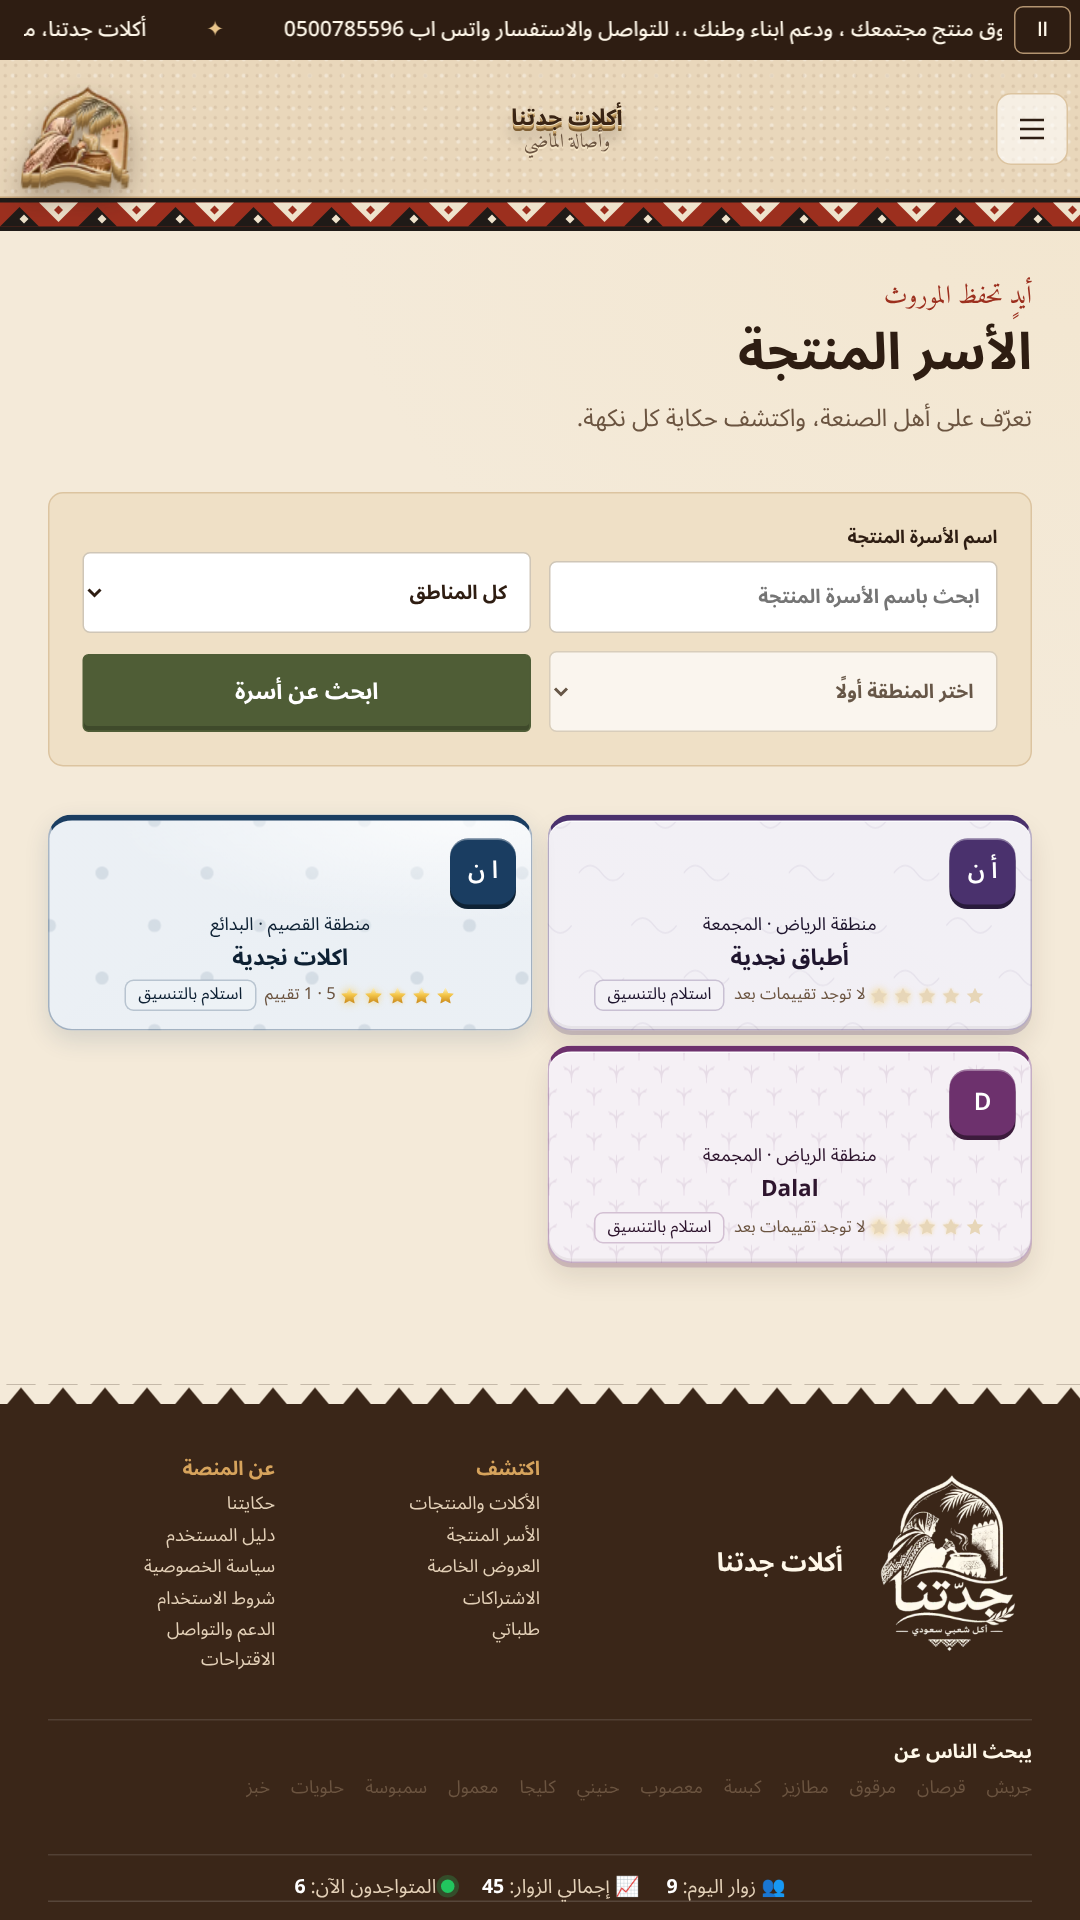 وق منتج مجتمعك ، ودعم ابناء وطنك ،، للتواصل والاستفسار واتس اب 0500785596 ✦ أكلات جدتنا،
أكلات جدتنا
وأصالة الماضي
أيدٍ تحفظ الموروث
الأسر المنتجة
تعرّف على أهل الصنعة، واكتشف حكاية كل نكهة.
اسم الأسرة المنتجة
ابحث باسم الأسرة المنتجة
كل المناطق
اختر المنطقة أولًا
ابحث عن أسرة
أ ن
منطقة الرياض · المجمعة
أطباق نجدية
لا توجد تقييمات بعد
استلام بالتنسيق
ا ن
منطقة القصيم · البدائع
اكلات نجدية
5 · 1 تقييم
استلام بالتنسيق
D
منطقة الرياض · المجمعة
Dalal
لا توجد تقييمات بعد
استلام بالتنسيق
جدتنا
أكل شعبي سعودي
أكلات جدتنا
اكتشف
الأكلات والمنتجات
الأسر المنتجة
العروض الخاصة
الاشتراكات
طلباتي
عن المنصة
حكايتنا
دليل المستخدم
سياسة الخصوصية
شروط الاستخدام
الدعم والتواصل
الاقتراحات
يبحث الناس عن
جريش قرصان مرقوق مطازيز كبسة معصوب حنيني كليجا معمول سمبوسة حلويات خبز
👥 زوار اليوم: 9 📈 إجمالي الزوار: 45 المتواجدون الآن: 6